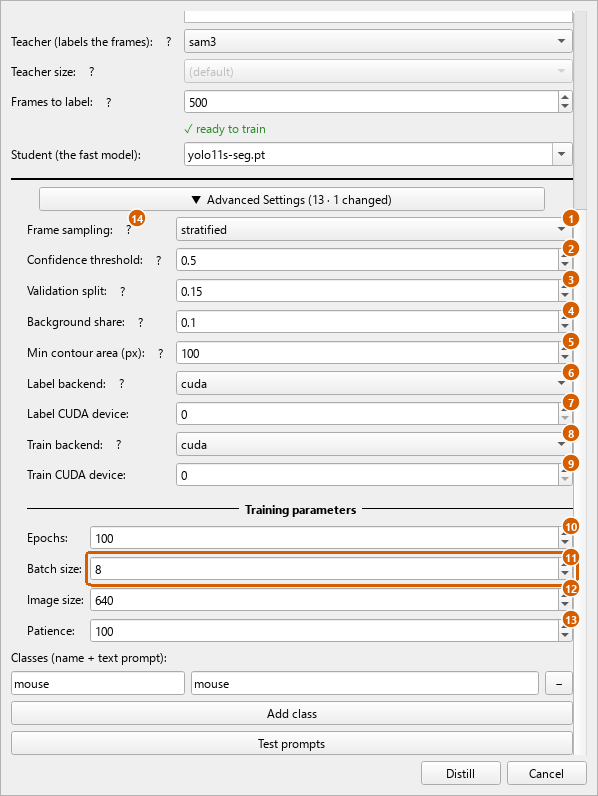 Teacher (labels the frames): ? sam3
Teacher size: ? (default)
Frames to label: ? 500
✓ ready to train
Student (the fast model): yolo11s-seg.pt
▼ Advanced Settings (13 · 1 changed)
14 1
Frame sampling: ? stratified
2
Confidence threshold: ? 0.5
3
Validation split: ? 0.15
4
Background share: ? 0.1
5
Min contour area (px): ? 100
6
Label backend: ? cuda
7
Label CUDA device: 0
8
Train backend: ? cuda
9
Train CUDA device: 0
Training parameters
10
Epochs: 100
11
Batch size: 8
12
Image size: 640
13
Patience: 100
Classes (name + text prompt):
mouse mouse –
Add class
Test prompts
Distill Cancel